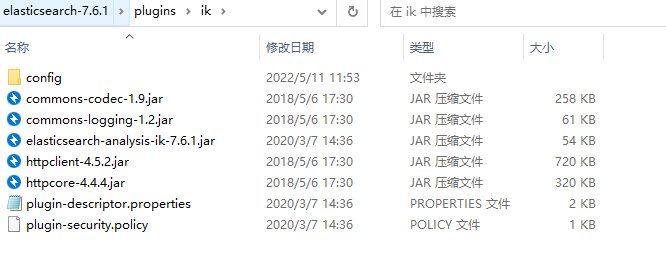 elasticsearch-7.6.1 > plugins > ik > 在 ik 中搜索
名称 修改日期 类型 大小
config 2022/5/11 11:53 文件夹
commons-codec-1.9.jar 2018/5/6 17:30 JAR 压缩文件 258 KB
commons-logging-1.2.jar 2018/5/6 17:30 JAR 压缩文件 61 KB
elasticsearch-analysis-ik-7.6.1.jar 2020/3/7 14:36 JAR 压缩文件 54 KB
httpclient-4.5.2.jar 2018/5/6 17:30 JAR 压缩文件 720 KB
httpcore-4.4.4.jar 2018/5/6 17:30 JAR 压缩文件 320 KB
plugin-descriptor.properties 2020/3/7 14:36 PROPERTIES 文件 2 KB
plugin-security.policy 2020/3/7 14:36 POLICY 文件 1 KB